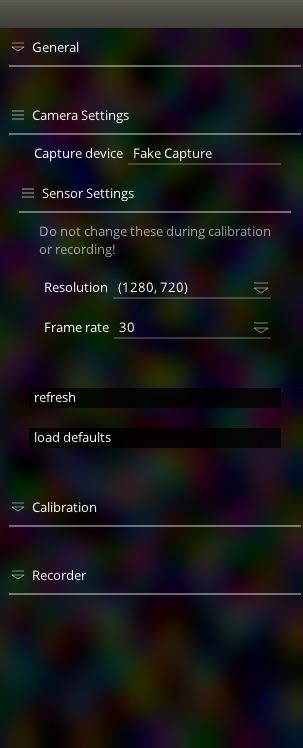 General
Camera Settings
Capture device Fake Capture
Sensor Settings
Do not change these during calibration
or recording!
Resolution (1280, 720)
Frame rate 30
refresh
load defaults
Calibration
Recorder